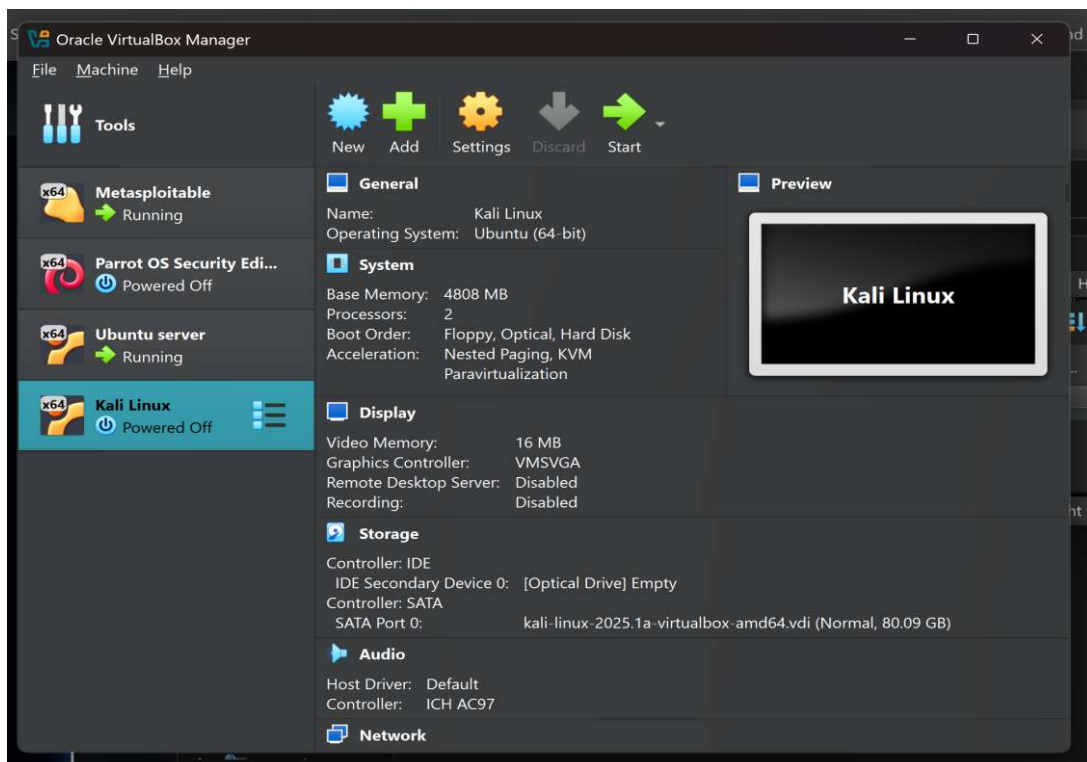 Oracle VirtualBox Manager
File Machine Help
Tools
New Add Settings Discard Start
x64 Metasploitable
Running
x64 Parrot OS Security Edi...
Powered Off
x64 Ubuntu server
Running
x64 Kali Linux
Powered Off
General
Name: Kali Linux
Operating System: Ubuntu (64-bit)
System
Base Memory: 4808 MB
Processors: 2
Boot Order: Floppy, Optical, Hard Disk
Acceleration: Nested Paging, KVM
Paravirtualization
Preview
Kali Linux
Display
Video Memory: 16 MB
Graphics Controller: VMSVGA
Remote Desktop Server: Disabled
Recording: Disabled
Storage
Controller: IDE
IDE Secondary Device 0: [Optical Drive] Empty
Controller: SATA
SATA Port 0: kali-linux-2025.1a-virtualbox-amd64.vdi (Normal, 80.09 GB)
Audio
Host Driver: Default
Controller: ICH AC97
Network